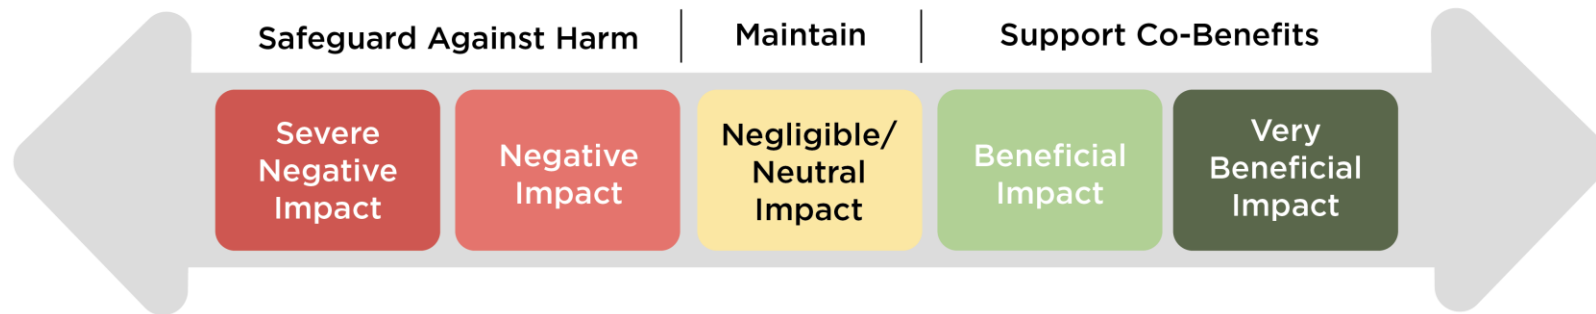 Safeguard Against Harm
Maintain
Support Co-Benefits
Severe
Negative
Impact
Negative
Impact
Negligible/
Neutral
Impact
Beneficial
Impact
Very
Beneficial
Impact